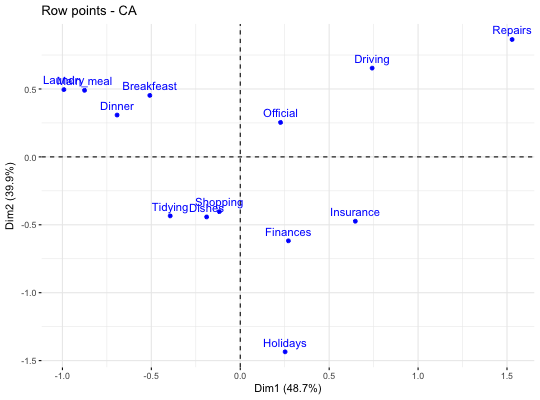 Row points - CA
Repairs
Driving
Laundry
Main_meal
Breakfeast
Dinner
Official
Shopping
Tidying
Dishes
Insurance
Finances
Holidays
0.5
0.0
-0.5
-1.0
-1.5
Dim2 (39.9%)
-1.0
-0.5
0.0
0.5
1.0
1.5
Dim1 (48.7%)